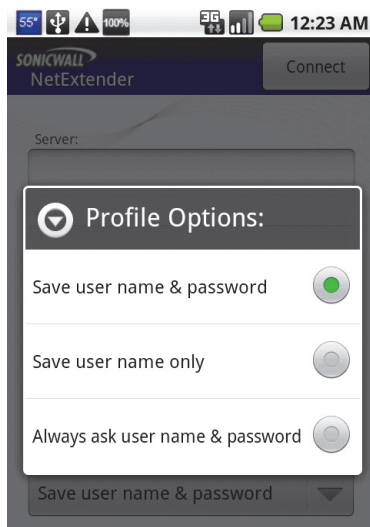 55°
100%
3G
12:23 AM
SONICWALL
NetExtender
Connect
Server:
Profile Options:
Save user name & password
Save user name only
Always ask user name & password
Save user name & password